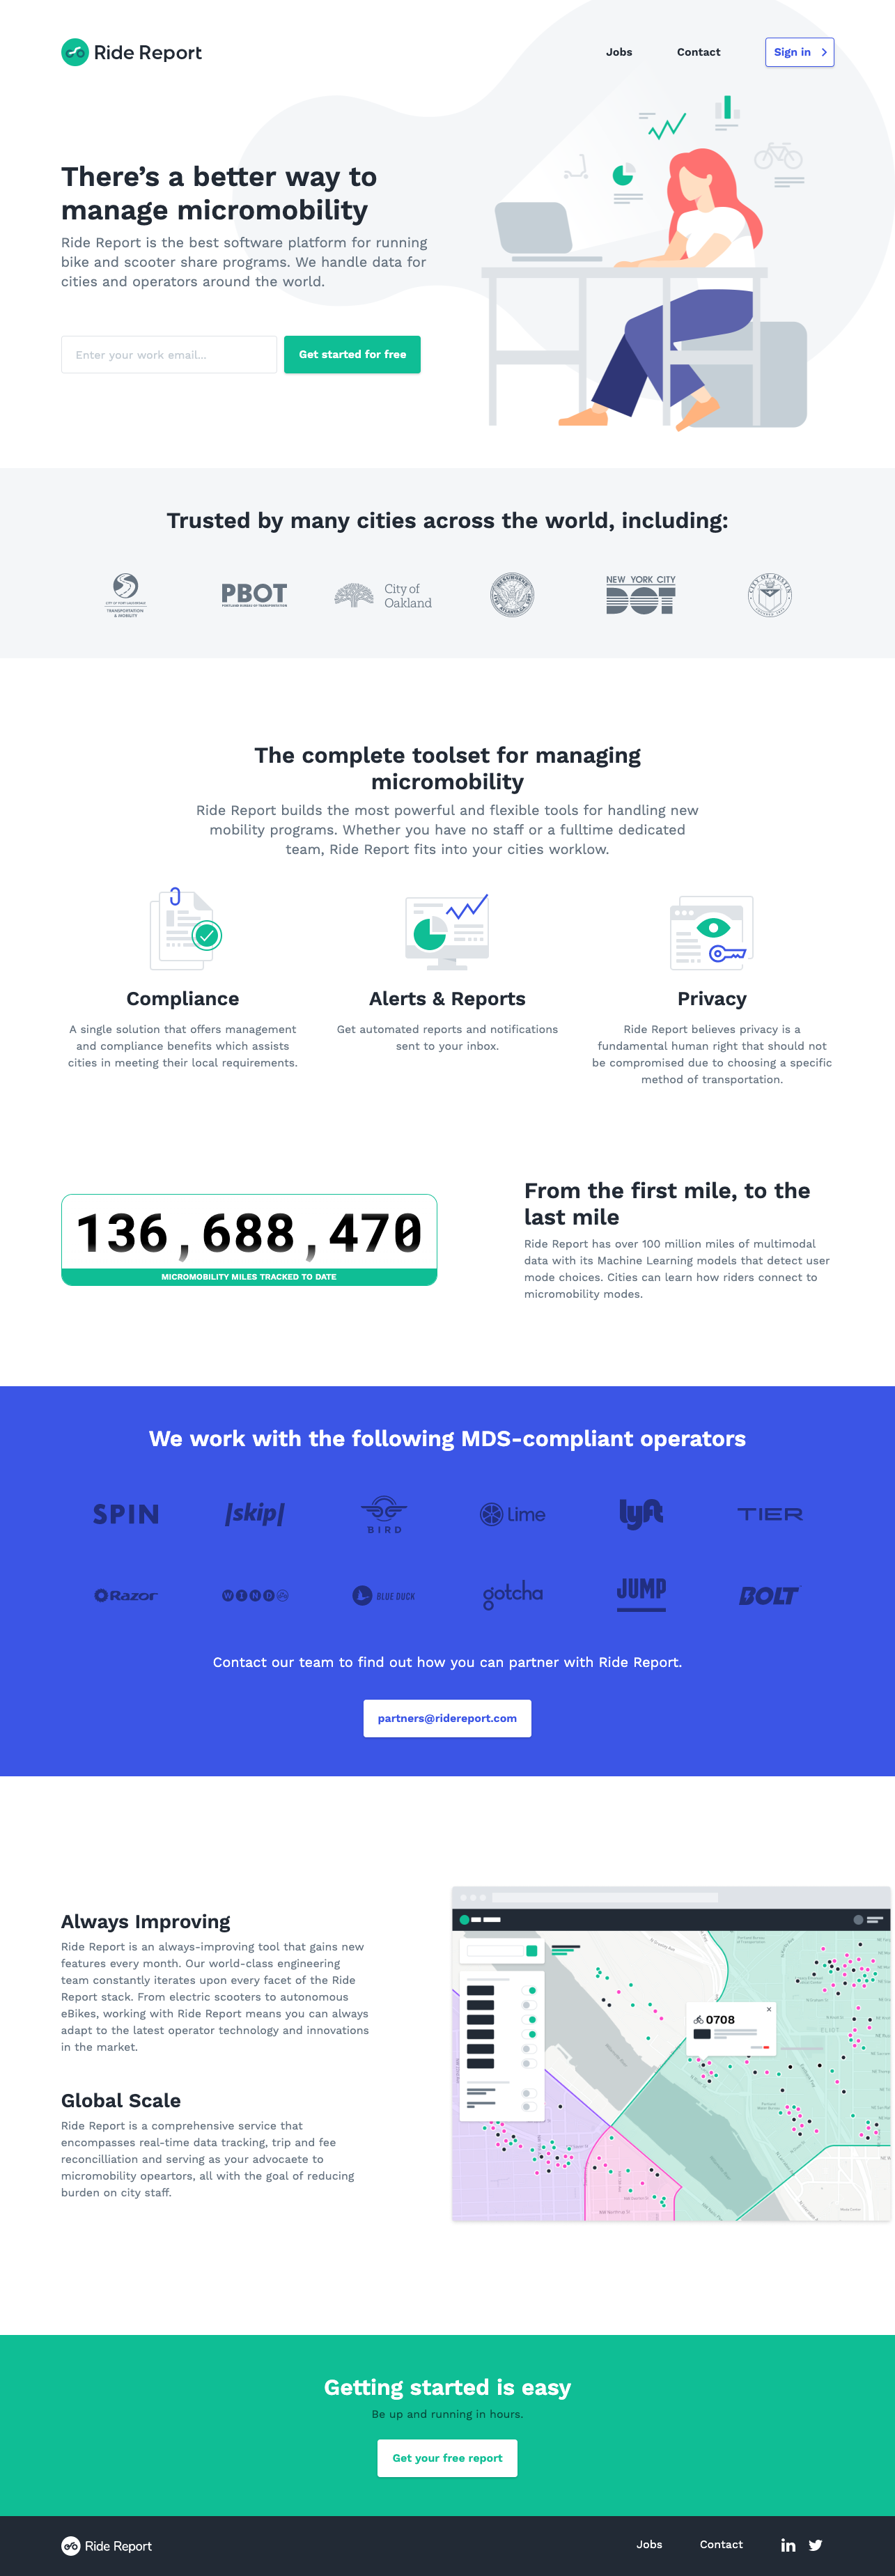 Ride Report
Jobs
Contact
Sign in
There’s a better way to
manage micromobility
Ride Report is the best software platform for running
bike and scooter share programs. We handle data for
cities and operators around the world.
Enter your work email...
Get started for free
Trusted by many cities across the world, including:
CITY OF FORT LAUDERDALE
TRANSPORTATION
& MOBILITY
PBOT
PORTLAND BUREAU OF TRANSPORTATION
City of
Oakland
NEW YORK CITY
DOT
CITY OF AUSTIN
The complete toolset for managing
micromobility
Ride Report builds the most powerful and flexible tools for handling new
mobility programs. Whether you have no staff or a fulltime dedicated
team, Ride Report fits into your cities worklow.
Compliance
A single solution that offers management
and compliance benefits which assists
cities in meeting their local requirements.
Alerts & Reports
Get automated reports and notifications
sent to your inbox.
Privacy
Ride Report believes privacy is a
fundamental human right that should not
be compromised due to choosing a specific
method of transportation.
136,688,470
MICROMOBILITY MILES TRACKED TO DATE
From the first mile, to the
last mile
Ride Report has over 100 million miles of multimodal
data with its Machine Learning models that detect user
mode choices. Cities can learn how riders connect to
micromobility modes.
We work with the following MDS-compliant operators
SPIN
/skip/
BIRD
Lime
lyft
TIER
Razor
WIND
BLUE DUCK
gotcha
JUMP
BOLT
Contact our team to find out how you can partner with Ride Report.
partners@ridereport.com
Always Improving
Ride Report is an always-improving tool that gains new
features every month. Our world-class engineering
team constantly iterates upon every facet of the Ride
Report stack. From electric scooters to autonomous
eBikes, working with Ride Report means you can always
adapt to the latest operator technology and innovations
in the market.
Global Scale
Ride Report is a comprehensive service that
encompasses real-time data tracking, trip and fee
reconcilliation and serving as your advocaete to
micromobility opeartors, all with the goal of reducing
burden on city staff.
0708
ELIOT
Getting started is easy
Be up and running in hours.
Get your free report
Ride Report
Jobs
Contact